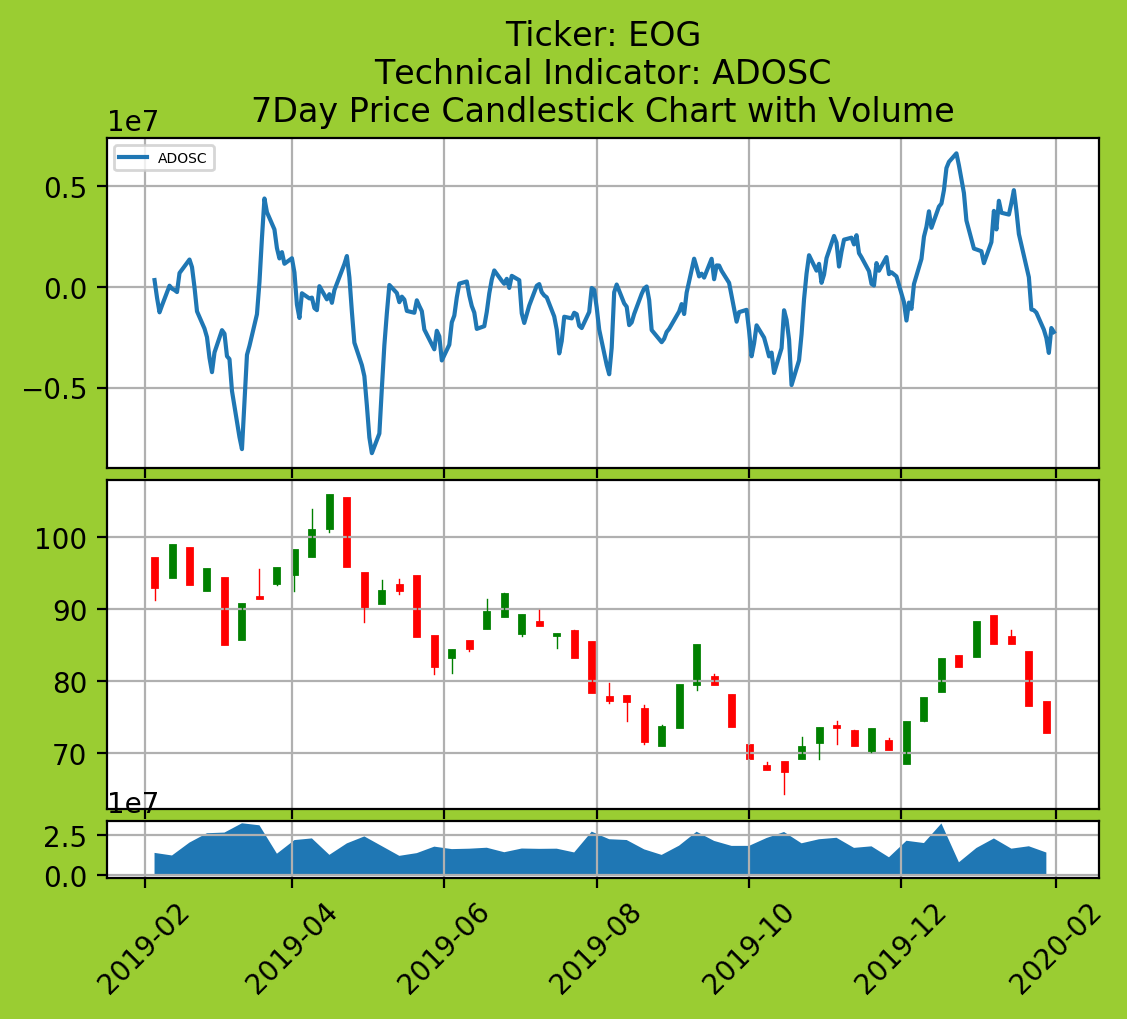 Ticker: EOG
Technical Indicator: ADOSC
7Day Price Candlestick Chart with Volume
1e7
ADOSC
0.5
0.0
−0.5
100
90
80
70
1e7
2.5
0.0
2019-02
2019-04
2019-06
2019-08
2019-10
2019-12
2020-02